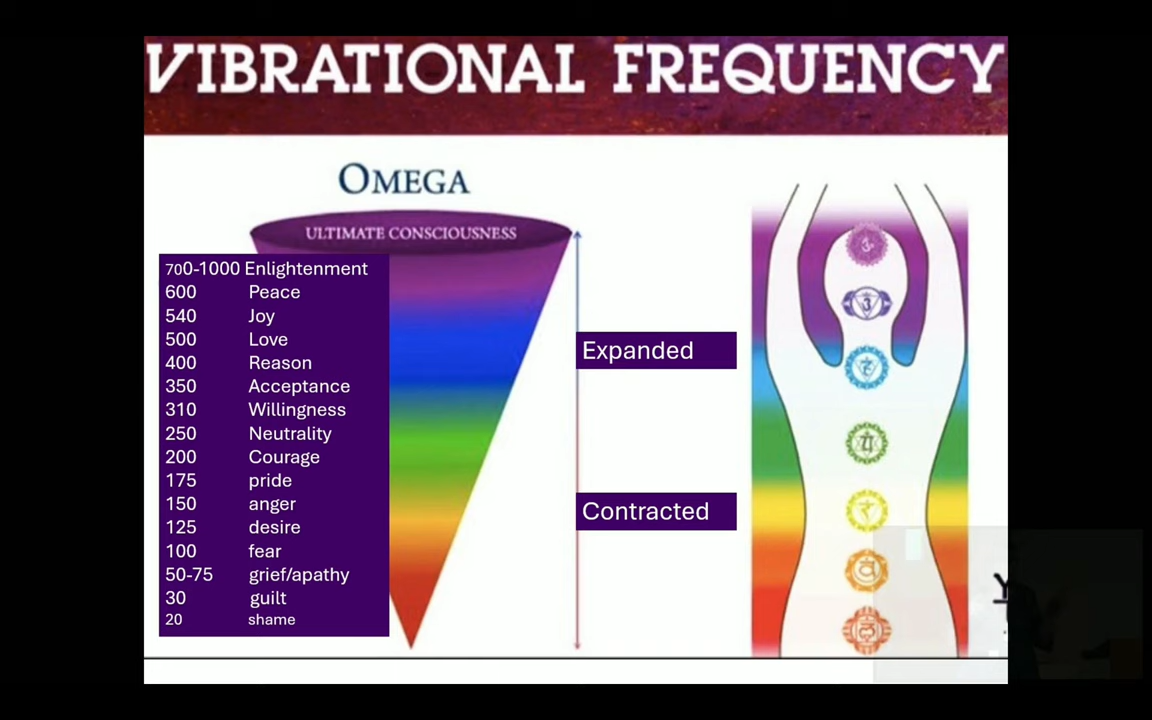 VIBRATIONAL FREQUENCY
OMEGA
ULTIMATE CONSCIOUSNESS
700-1000 Enlightenment
600 Peace
540 Joy
500 Love
400 Reason
350 Acceptance
310 Willingness
250 Neutrality
200 Courage
175 pride
150 anger
125 desire
100 fear
50-75 grief/apathy
30 guilt
20 shame
Expanded
Contracted